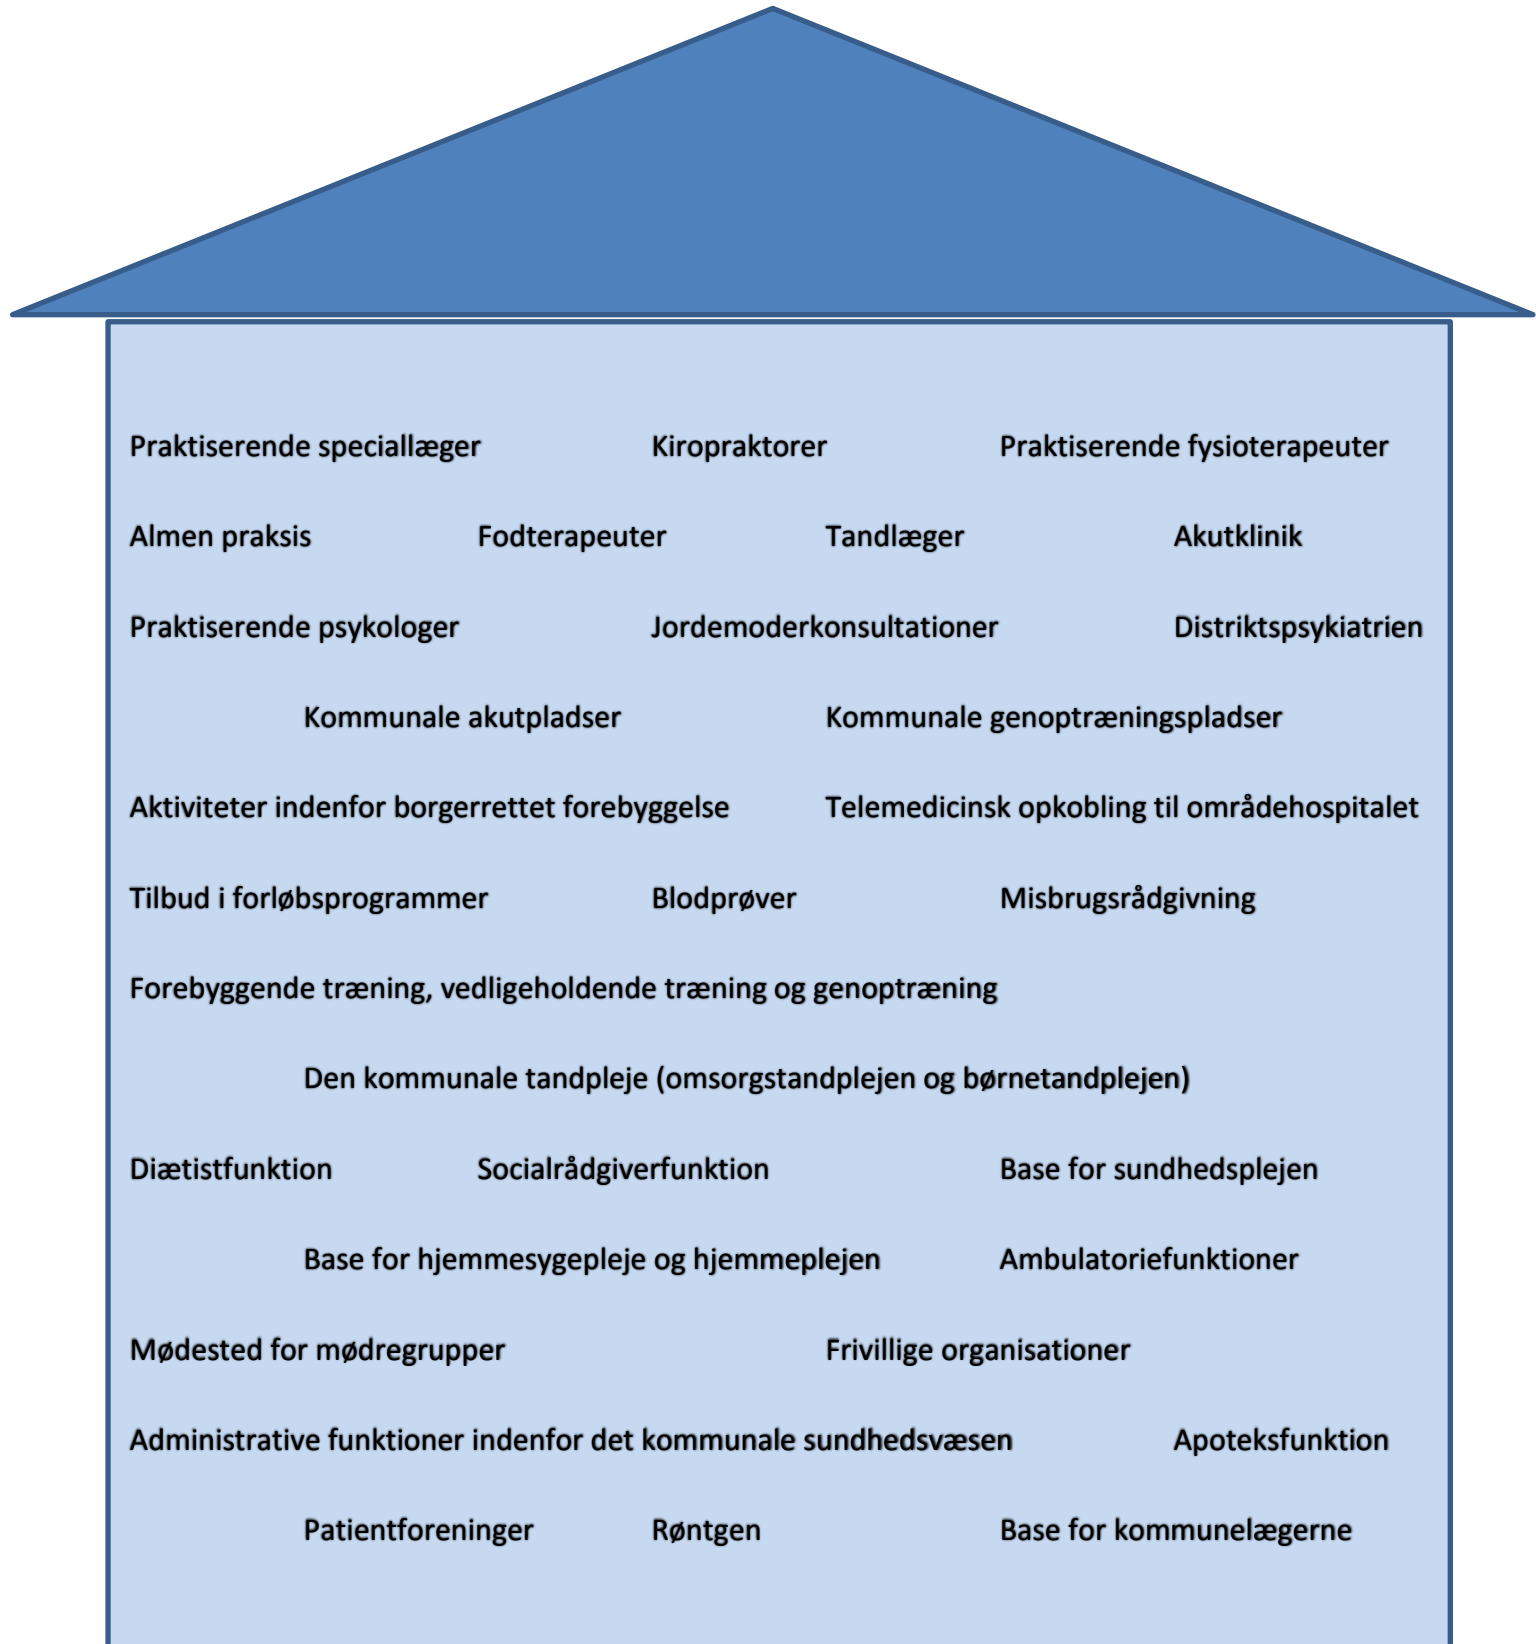 Praktiserende speciallæger Kiropraktorer Praktiserende fysioterapeuter
Almen praksis Fodterapeuter Tandlæger Akutklinik
Praktiserende psykologer Jordemoderkonsultationer Distriktspsykiatrien
Kommunale akutpladser Kommunale genoptræningspladser
Aktiviteter indenfor borgerrettet forebyggelse Telemedicinsk opkobling til områdehospitalet
Tilbud i forløbsprogrammer Blodprøver Misbrugsrådgivning
Forebyggende træning, vedligeholdende træning og genoptræning
Den kommunale tandpleje (omsorgstandplejen og børnetandplejen)
Diætistfunktion Socialrådgiverfunktion Base for sundhedsplejen
Base for hjemmesygepleje og hjemmeplejen Ambulatoriefunktioner
Mødested for mødregrupper Frivillige organisationer
Administrative funktioner indenfor det kommunale sundhedsvæsen Apoteksfunktion
Patientforeninger Røntgen Base for kommunelægerne